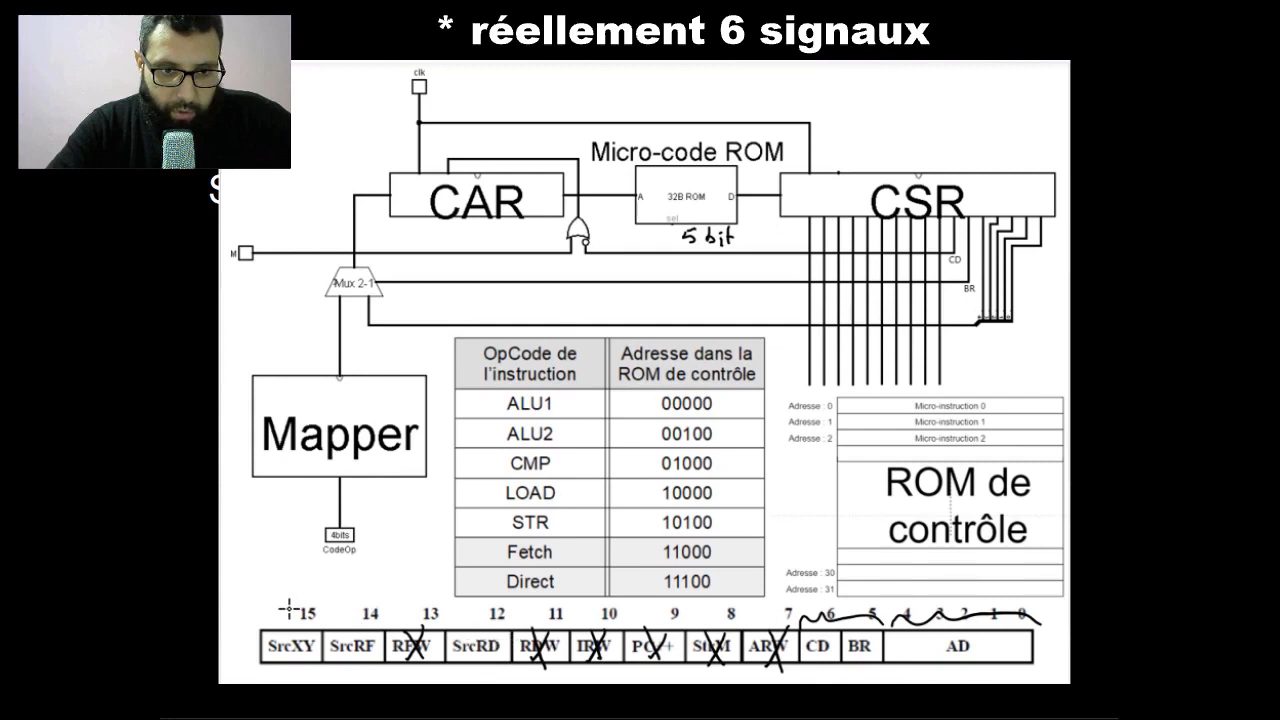 * réellement 6 signaux
clk
Micro-code ROM
CAR
A 32B ROM D
sel
CSR
5 bit
M
CD
Mux 2-1
BR
OpCode de l'instruction Adresse dans la ROM de contrôle
ALU1 00000
ALU2 00100
CMP 01000
LOAD 10000
STR 10100
Fetch 11000
Direct 11100
Mapper
4bits
CodeOp
Adresse : 0 Micro-instruction 0
Adresse : 1 Micro-instruction 1
Adresse : 2 Micro-instruction 2
ROM de contrôle
Adresse : 30
Adresse : 31
15 14 13 12 11 10 9 8 7 6 5 4 3 2 1 0
SrcXY SrcRF RFW SrcRD RDW IRW PC++ StrM ARW CD BR AD